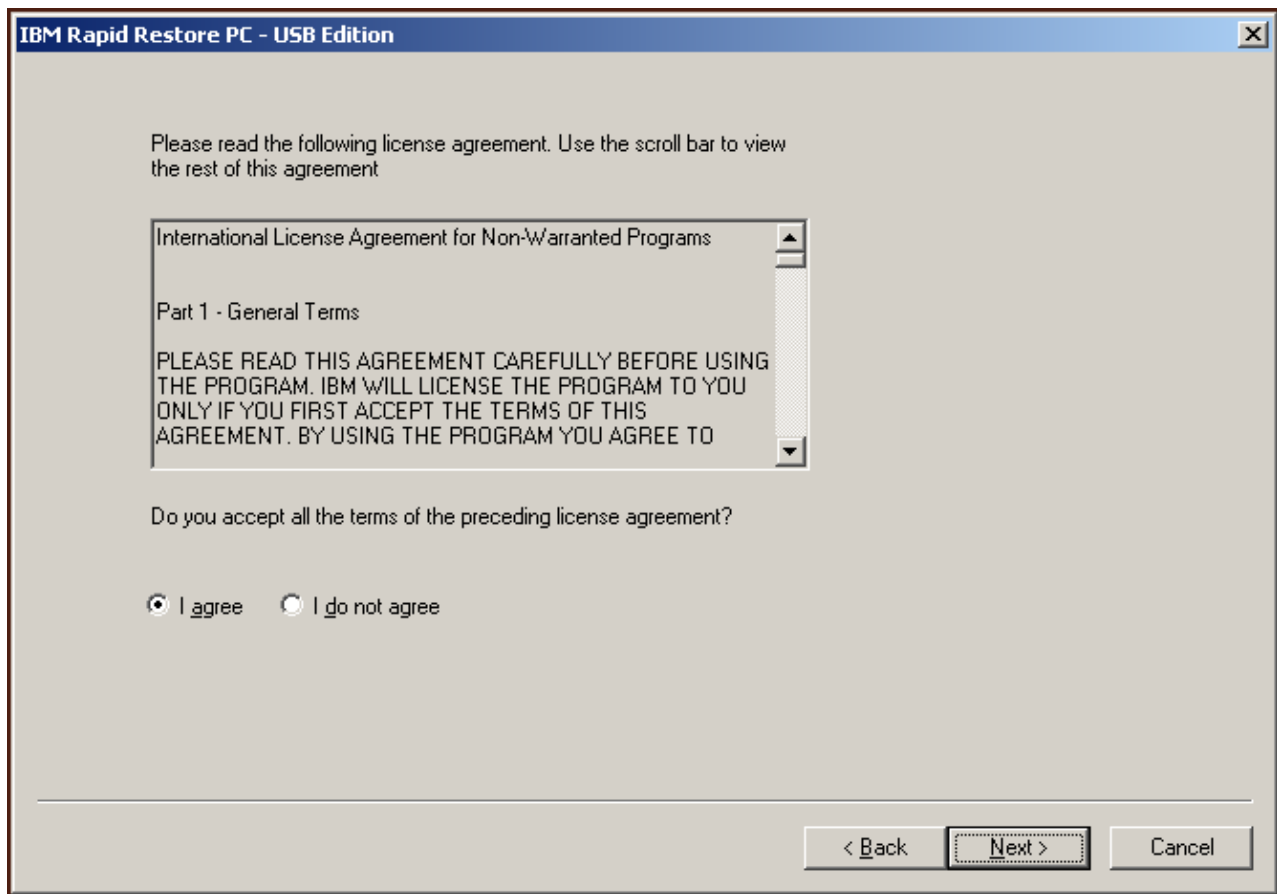 IBM Rapid Restore PC - USB Edition
Please read the following license agreement. Use the scroll bar to view
the rest of this agreement
International License Agreement for Non-Warranted Programs
Part 1 - General Terms
PLEASE READ THIS AGREEMENT CAREFULLY BEFORE USING
THE PROGRAM. IBM WILL LICENSE THE PROGRAM TO YOU
ONLY IF YOU FIRST ACCEPT THE TERMS OF THIS
AGREEMENT. BY USING THE PROGRAM YOU AGREE TO
Do you accept all the terms of the preceding license agreement?
I agree I do not agree
< Back Next > Cancel